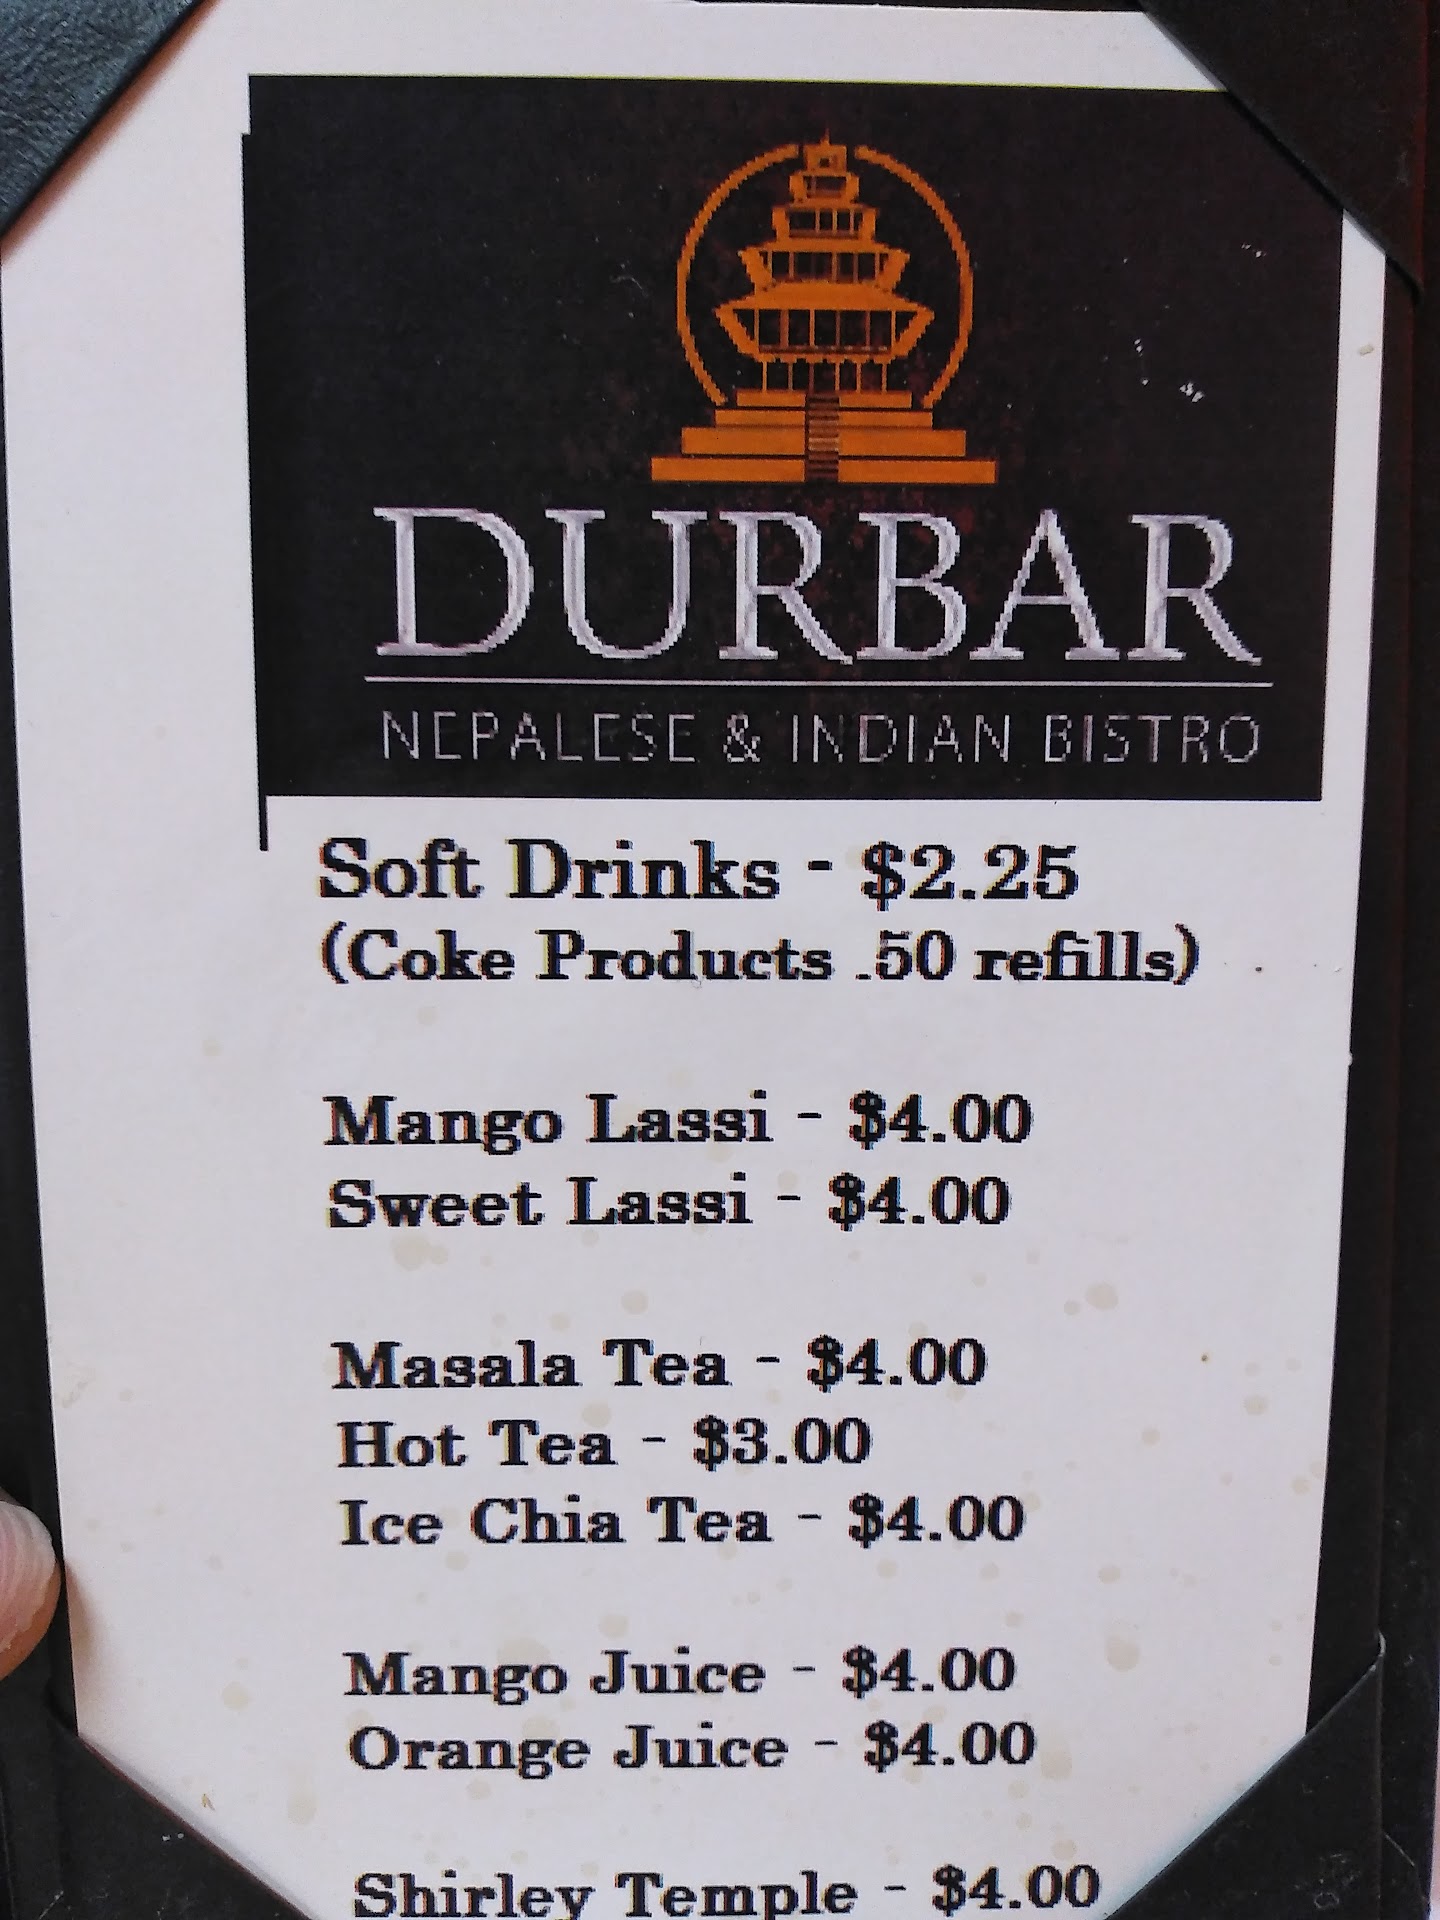 DURBAR
NEPALESE & INDIAN BISTRO
Soft Drinks - $2.25
(Coke Products .50 refills)
Mango Lassi - $4.00
Sweet Lassi - $4.00
Masala Tea - $4.00
Hot Tea - $3.00
Ice Chia Tea - $4.00
Mango Juice - $4.00
Orange Juice - $4.00
Shirley Temple - $4.00